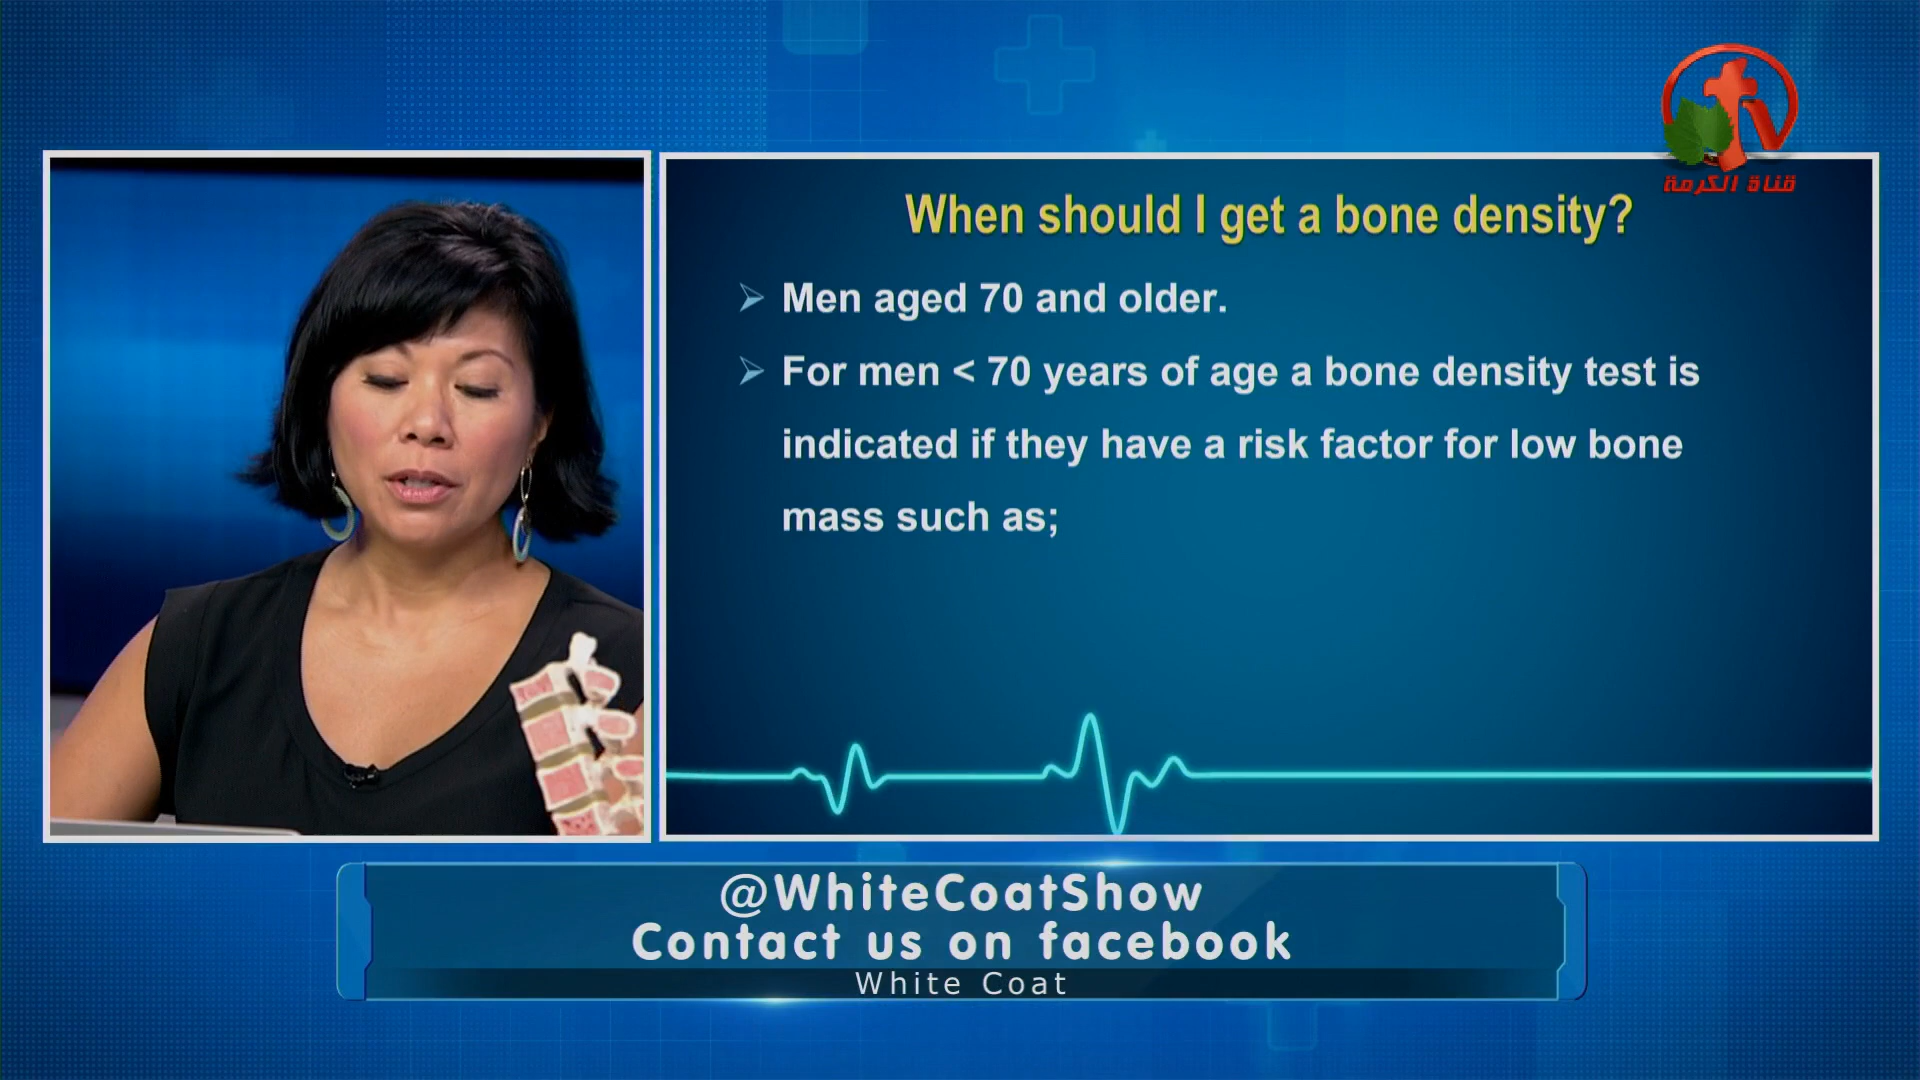 tv
قناة الكرمة
When should I get a bone density?
➢ Men aged 70 and older.
➢ For men < 70 years of age a bone density test is
indicated if they have a risk factor for low bone
mass such as;
@WhiteCoatShow
Contact us on facebook
White Coat